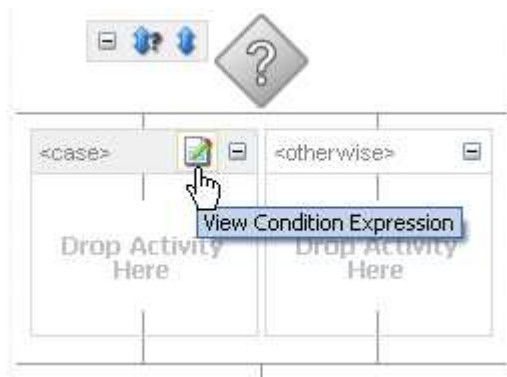 ?
?
<case>
<otherwise>
View Condition Expression
Drop Activity
Here
Drop Activity
Here